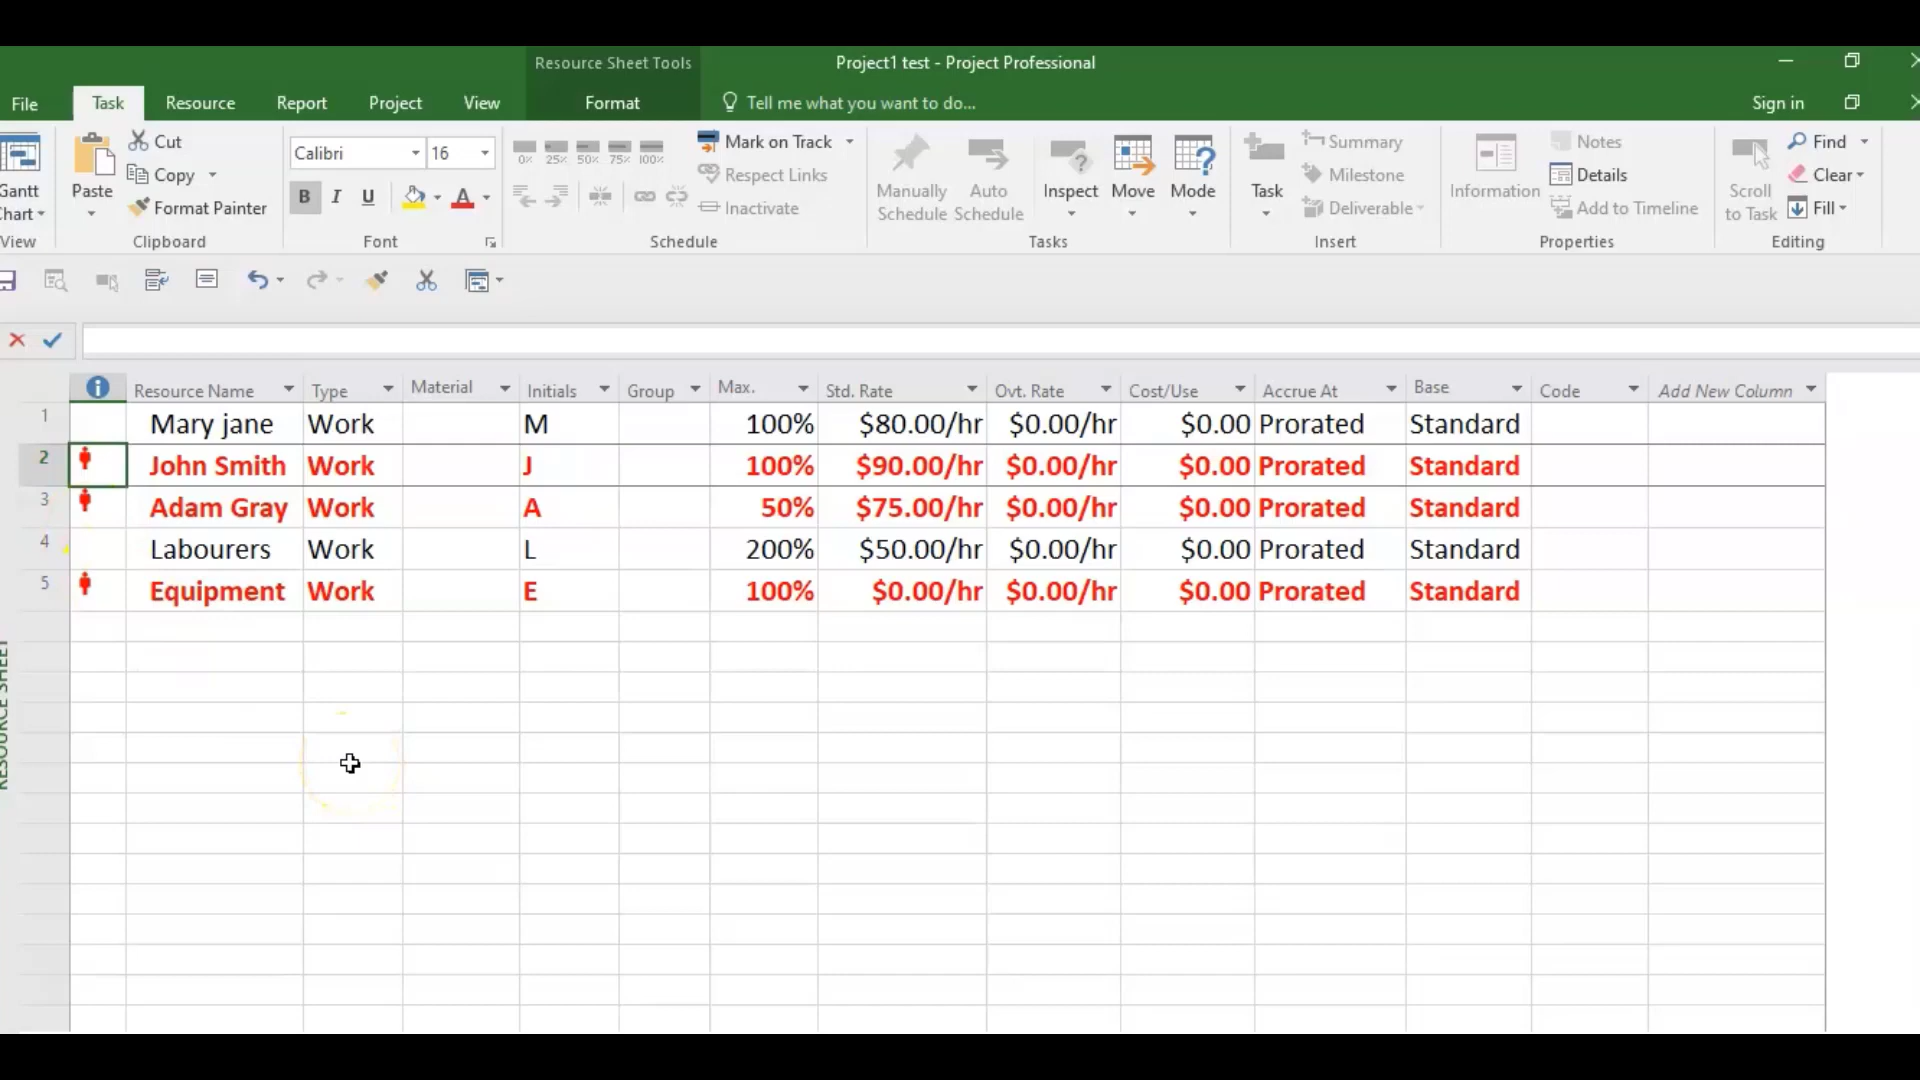 Resource Sheet Tools
Project1 test - Project Professional
File Task Resource Report Project View Format Tell me what you want to do... Sign in
Gantt
Chart
View
Paste
Cut
Copy
Format Painter
Clipboard
Calibri 16
B I U A
Font
0% 25% 50% 75% 100%
Mark on Track
Respect Links
Inactivate
Schedule
Manually
Schedule
Auto
Schedule
Inspect
Move
Mode
Tasks
Task
Summary
Milestone
Deliverable
Insert
Information
Notes
Details
Add to Timeline
Properties
Scroll
to Task
Find
Clear
Fill
Editing
Resource Name Type Material Initials Group Max. Std. Rate Ovt. Rate Cost/Use Accrue At Base Code Add New Column
1 Mary jane Work M 100% $80.00/hr $0.00/hr $0.00 Prorated Standard
2 John Smith Work J 100% $90.00/hr $0.00/hr $0.00 Prorated Standard
3 Adam Gray Work A 50% $75.00/hr $0.00/hr $0.00 Prorated Standard
4 Labourers Work L 200% $50.00/hr $0.00/hr $0.00 Prorated Standard
5 Equipment Work E 100% $0.00/hr $0.00/hr $0.00 Prorated Standard
RESOURCE SHEET